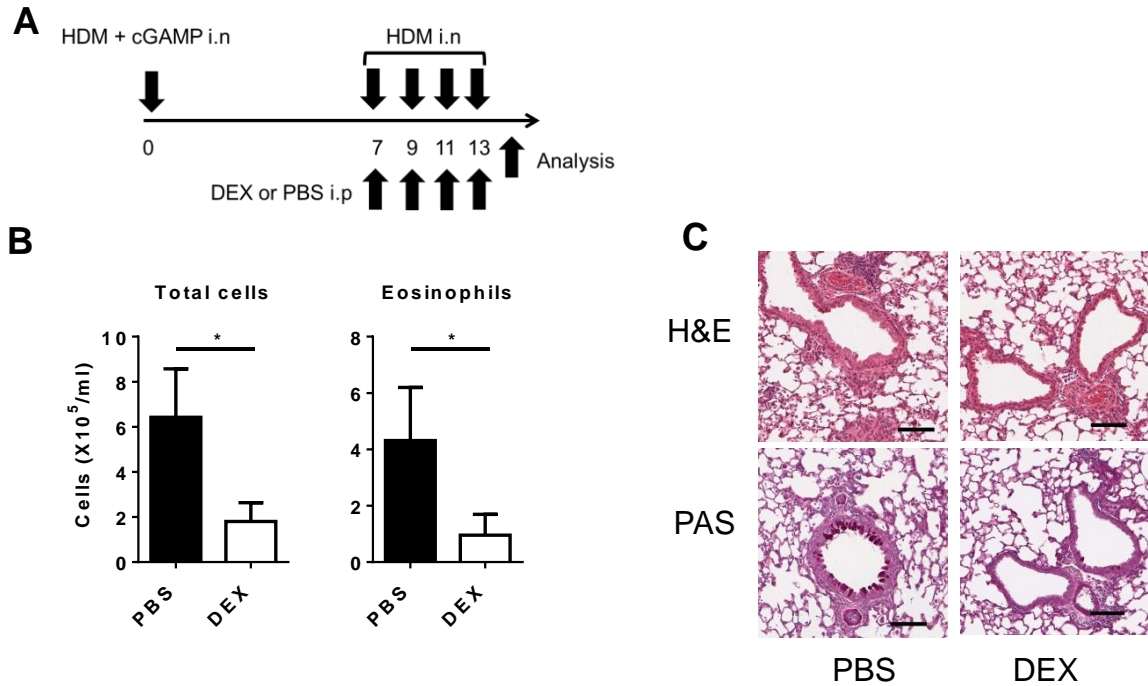 A
HDM + cGAMP i.n
HDM i.n
0
7
9
11
13
Analysis
DEX or PBS i.p
B
Total cells
Eosinophils
Cells (X10⁵/ml)
10
8
6
4
2
0
*
PBS
DEX
8
6
4
2
0
*
PBS
DEX
C
H&E
PAS
PBS
DEX